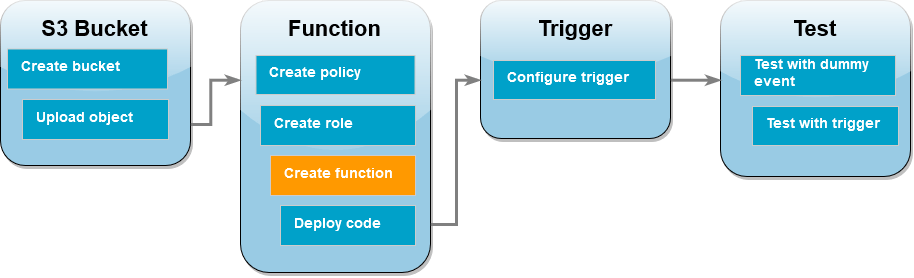 S3 Bucket
Create bucket
Upload object
Function
Create policy
Create role
Create function
Deploy code
Trigger
Configure trigger
Test
Test with dummy
event
Test with trigger